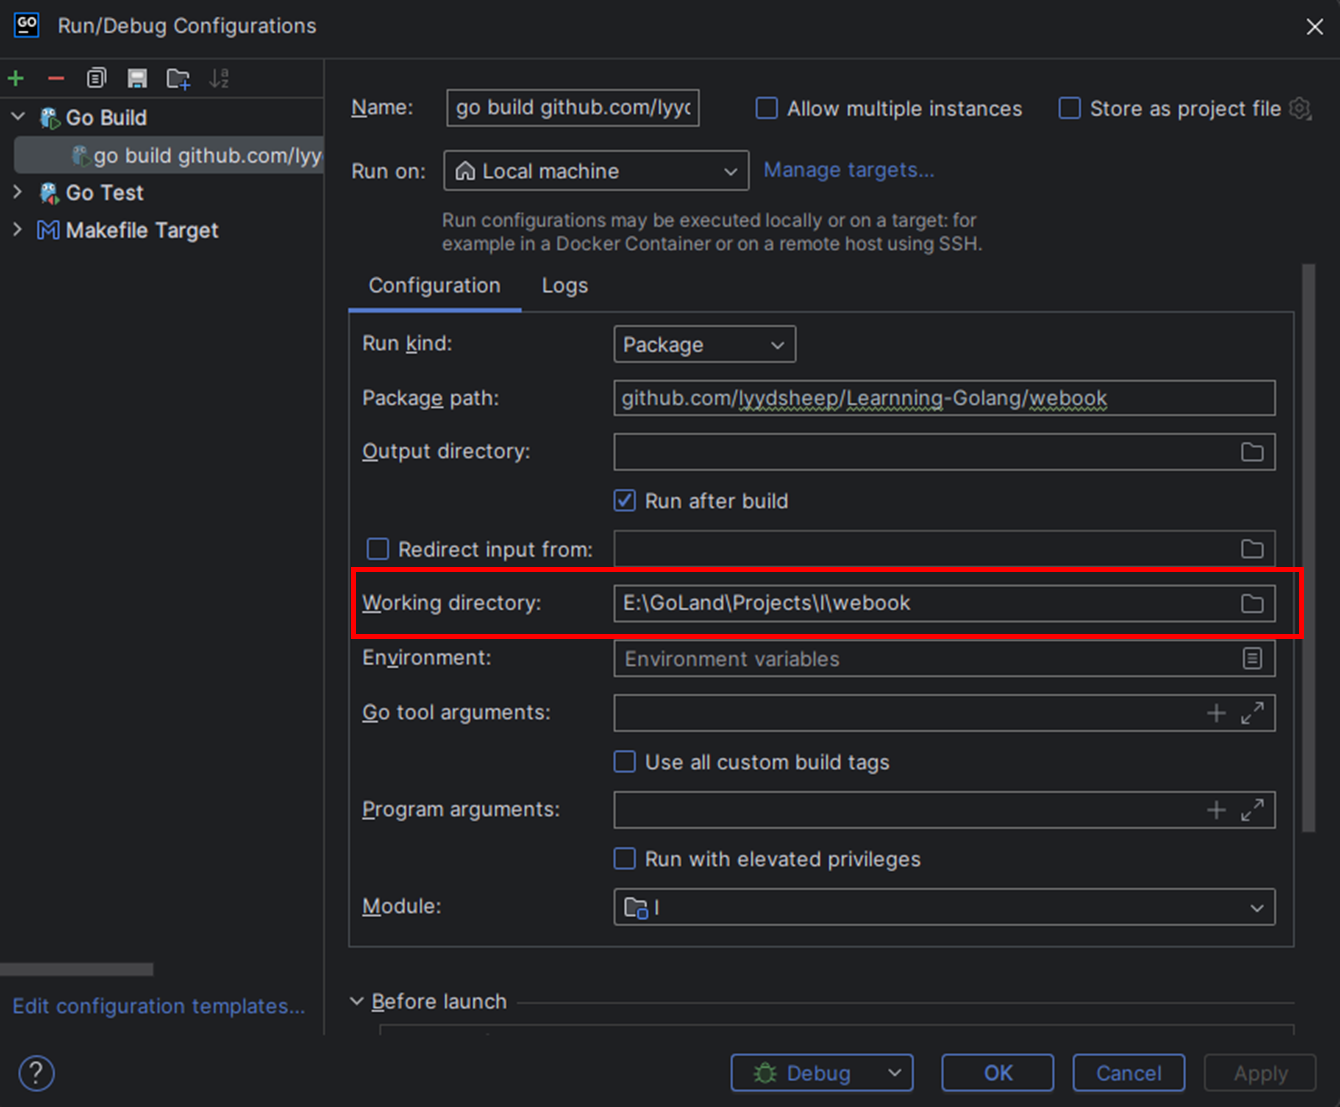 GO
Run/Debug Configurations
Go Build
go build github.com/lyy
Go Test
Makefile Target
Edit configuration templates...
Name:
go build github.com/lyyd
Allow multiple instances
Store as project file
Run on:
Local machine
Manage targets...
Run configurations may be executed locally or on a target: for
example in a Docker Container or on a remote host using SSH.
Configuration
Logs
Run kind:
Package
Package path:
github.com/lyydsheep/Learnning-Golang/webook
Output directory:
Run after build
Redirect input from:
Working directory:
E:\GoLand\Projects\l\webook
Environment:
Environment variables
Go tool arguments:
Use all custom build tags
Program arguments:
Run with elevated privileges
Module:
l
Before launch
?
Debug
OK
Cancel
Apply